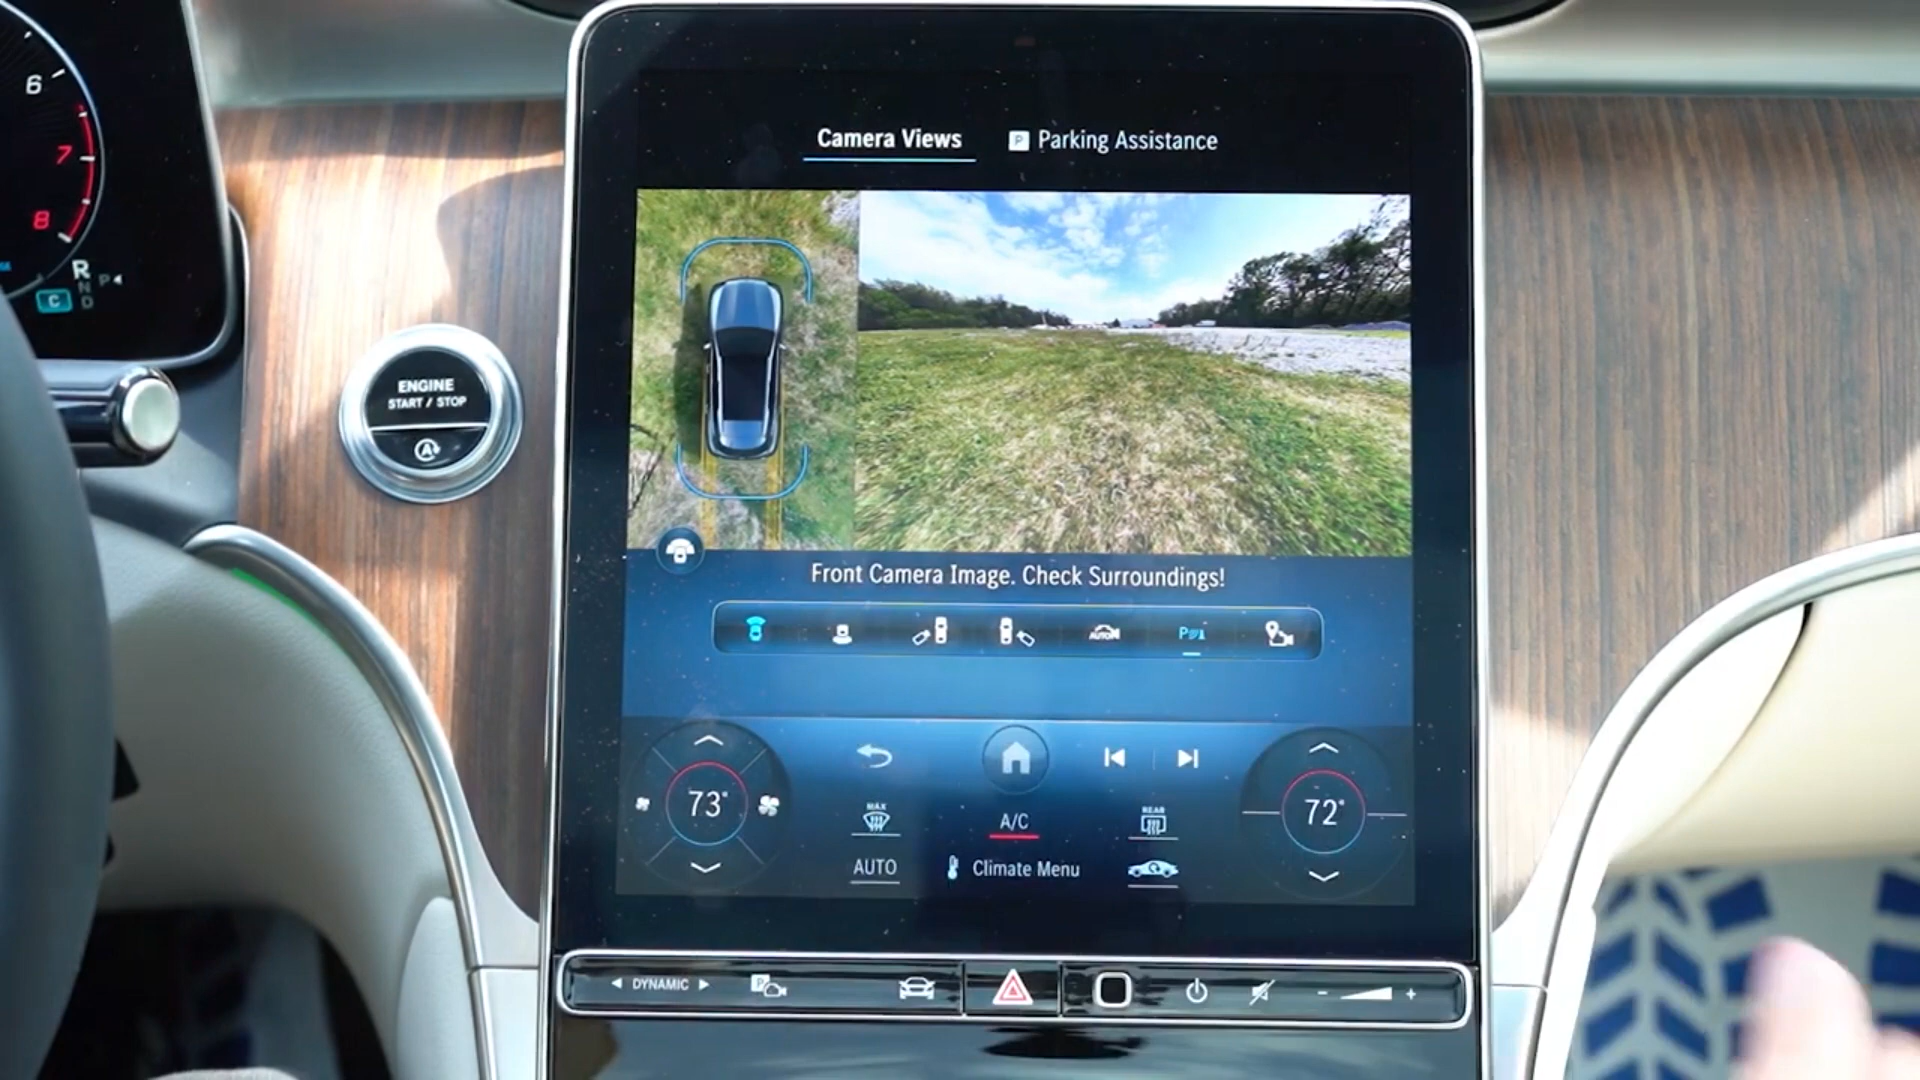 6
7
8
R
N
D
P
C
ENGINE
START / STOP
A
Camera Views
P Parking Assistance
Front Camera Image. Check Surroundings!
AUTO
P
73°
MAX
A/C
REAR
72°
AUTO
Climate Menu
DYNAMIC
P
- +